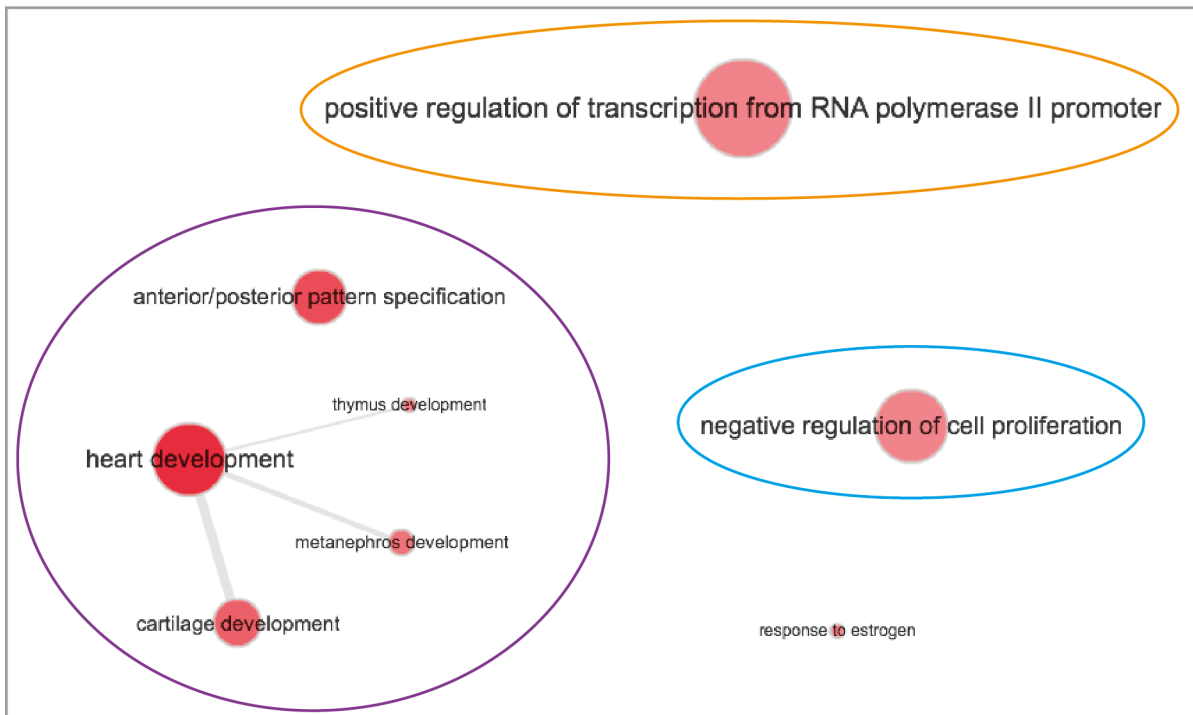 positive regulation of transcription from RNA polymerase II promoter
anterior/posterior pattern specification
thymus development
heart development
negative regulation of cell proliferation
metanephros development
cartilage development
response to estrogen